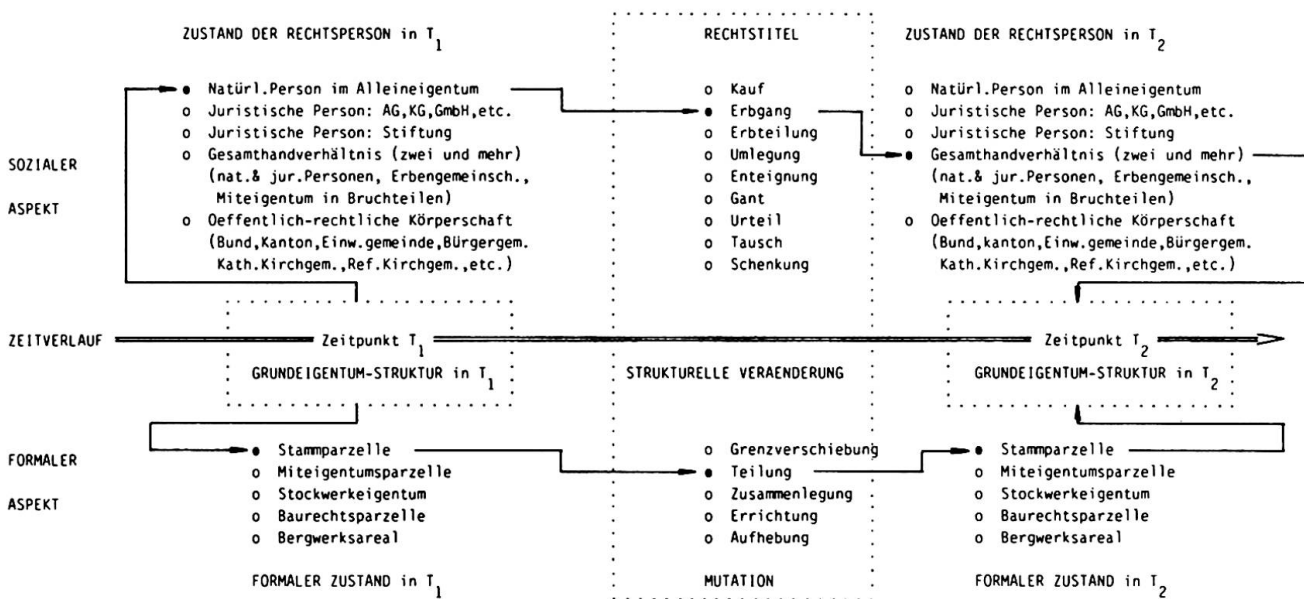 ZUSTAND DER RECHTSPERSON in T1
RECHTSTITEL
ZUSTAND DER RECHTSPERSON in T2
SOZIALER
ASPEKT
• Natürl.Person im Alleineigentum
o Juristische Person: AG,KG,GmbH,etc.
o Juristische Person: Stiftung
o Gesamthandverhältnis (zwei und mehr)
(nat.& jur.Personen, Erbengemeinsch.,
Miteigentum in Bruchteilen)
o Oeffentlich-rechtliche Körperschaft
(Bund,Kanton,Einw.gemeinde,Bürgergem.
Kath.Kirchgem.,Ref.Kirchgem.,etc.)
o Kauf
• Erbgang
o Erbteilung
o Umlegung
o Enteignung
o Gant
o Urteil
o Tausch
o Schenkung
o Natürl.Person im Alleineigentum
o Juristische Person: AG,KG,GmbH,etc.
o Juristische Person: Stiftung
• Gesamthandverhältnis (zwei und mehr)
(nat.& jur.Personen, Erbengemeinsch.,
Miteigentum in Bruchteilen)
o Oeffentlich-rechtliche Körperschaft
(Bund,kanton,Einw.gemeinde,Bürgergem.
Kath.Kirchgem.,Ref.Kirchgem.,etc.)
ZEITVERLAUF
Zeitpunkt T1
Zeitpunkt T2
GRUNDEIGENTUM-STRUKTUR in T1
STRUKTURELLE VERAENDERUNG
GRUNDEIGENTUM-STRUKTUR in T2
FORMALER
ASPEKT
• Stammparzelle
o Miteigentumsparzelle
o Stockwerkeigentum
o Baurechtsparzelle
o Bergwerksareal
o Grenzverschiebung
• Teilung
o Zusammenlegung
o Errichtung
o Aufhebung
• Stammparzelle
o Miteigentumsparzelle
o Stockwerkeigentum
o Baurechtsparzelle
o Bergwerksareal
FORMALER ZUSTAND in T1
MUTATION
FORMALER ZUSTAND in T2